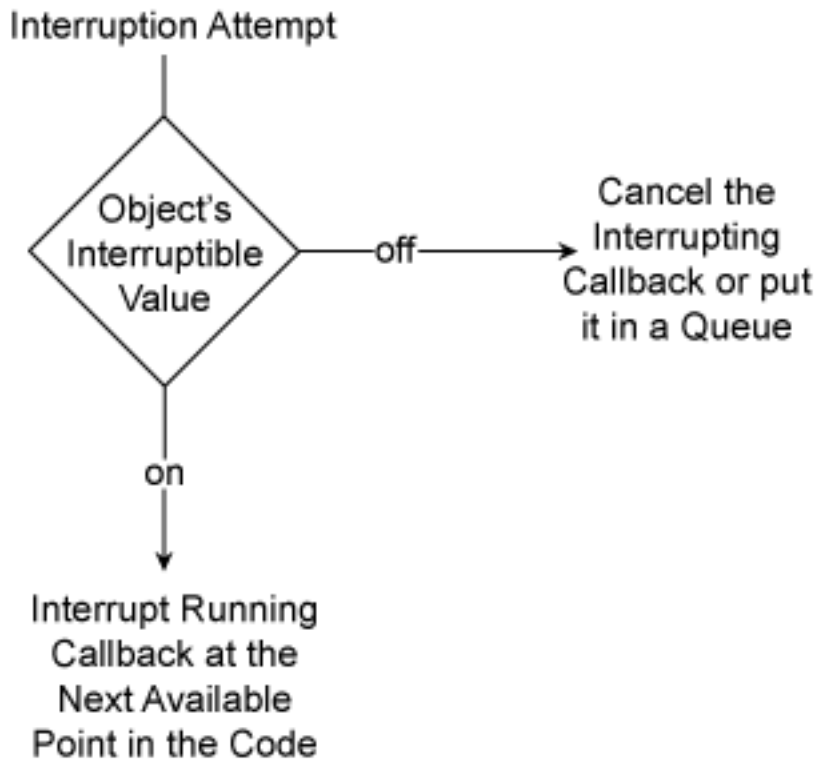 Interruption Attempt
Object's
Interruptible
Value
off
Cancel the
Interrupting
Callback or put
it in a Queue
on
Interrupt Running
Callback at the
Next Available
Point in the Code